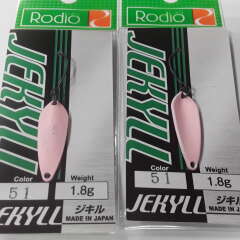 Rodio
JEKYLL
Color
51
Weight
1.8g
JEKYLL
ジキル
MADE IN JAPAN
Rodio
JEKYLL
Color
51
Weight
1.8g
JEKYLL
ジキル
MADE IN JAPAN